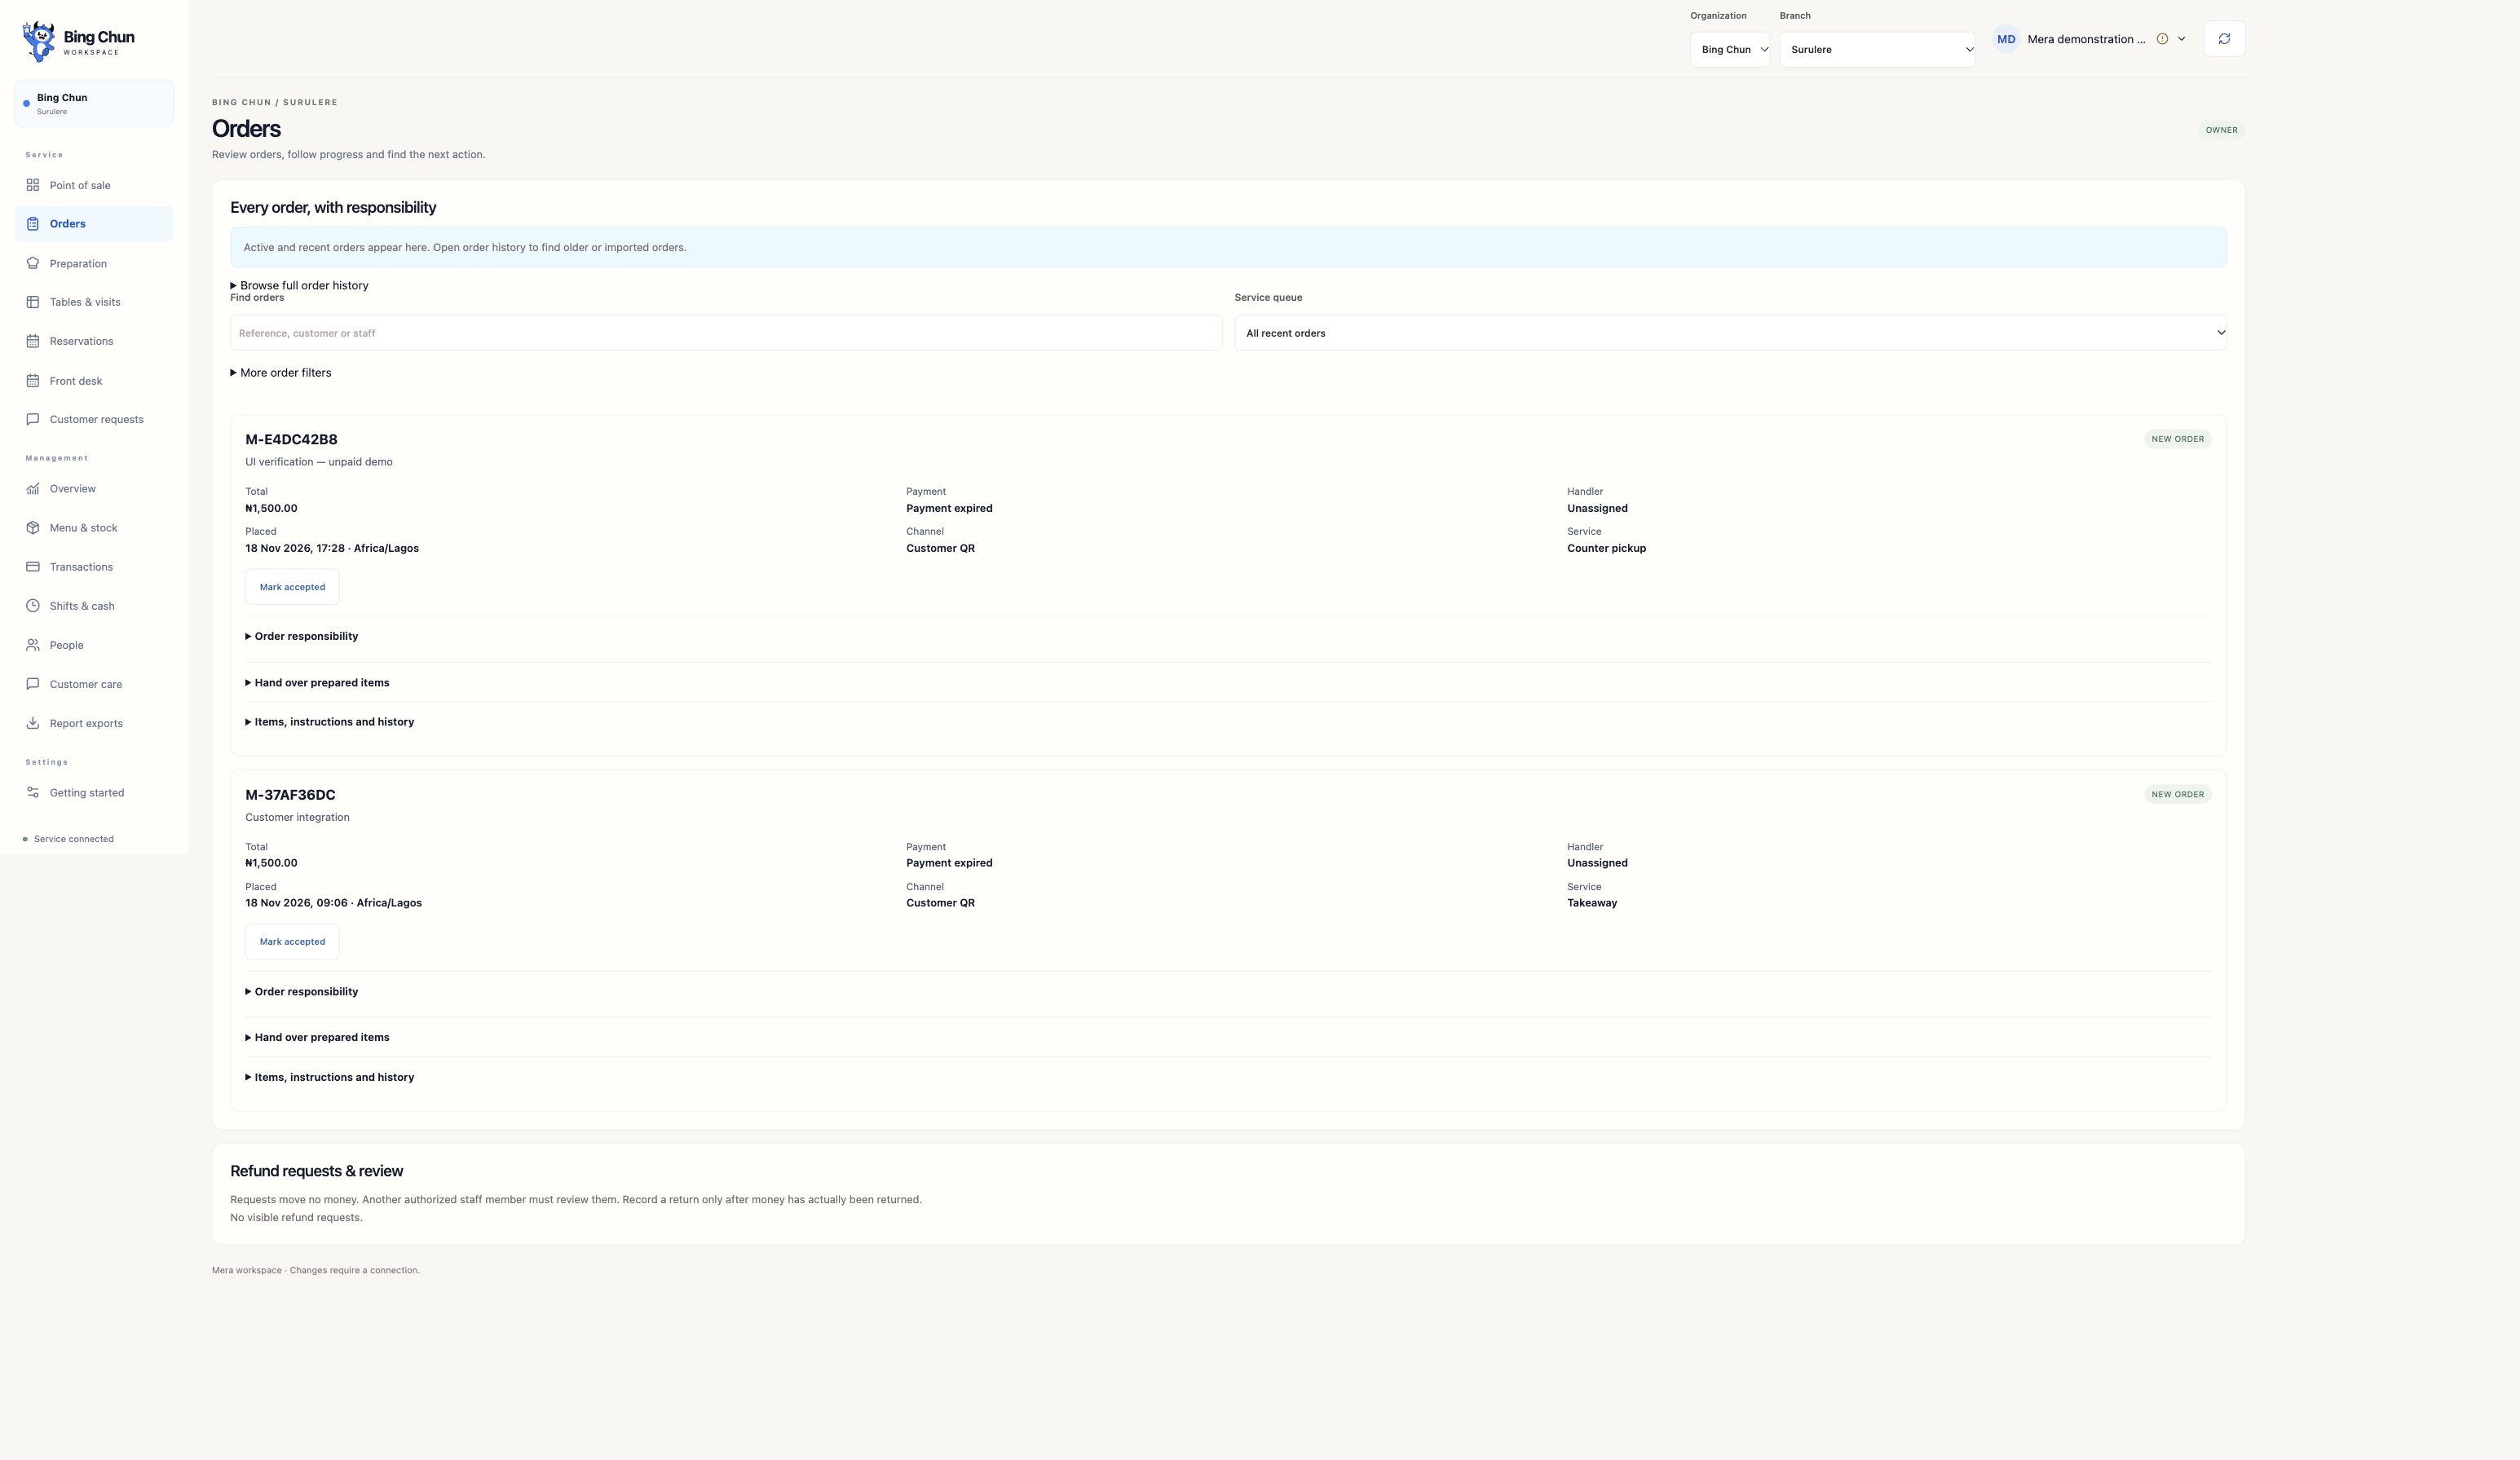 Bing Chun
WORKSPACE
Bing Chun
Surulere
Service
Point of sale
Orders
Preparation
Tables & visits
Reservations
Front desk
Customer requests
Management
Overview
Menu & stock
Transactions
Shifts & cash
People
Customer care
Report exports
Settings
Getting started
Service connected
Organization
Branch
Bing Chun
Surulere
MD
Mera demonstration ...
BING CHUN / SURULERE
Orders
OWNER
Review orders, follow progress and find the next action.
Every order, with responsibility
Active and recent orders appear here. Open order history to find older or imported orders.
Browse full order history
Find orders
Service queue
Reference, customer or staff
All recent orders
More order filters
M-E4DC42B8
NEW ORDER
UI verification — unpaid demo
Total
Payment
Handler
₦1,500.00
Payment expired
Unassigned
Placed
Channel
Service
18 Nov 2026, 17:28 · Africa/Lagos
Customer QR
Counter pickup
Mark accepted
Order responsibility
Hand over prepared items
Items, instructions and history
M-37AF36DC
NEW ORDER
Customer integration
Total
Payment
Handler
₦1,500.00
Payment expired
Unassigned
Placed
Channel
Service
18 Nov 2026, 09:06 · Africa/Lagos
Customer QR
Takeaway
Mark accepted
Order responsibility
Hand over prepared items
Items, instructions and history
Refund requests & review
Requests move no money. Another authorized staff member must review them. Record a return only after money has actually been returned.
No visible refund requests.
Mera workspace · Changes require a connection.